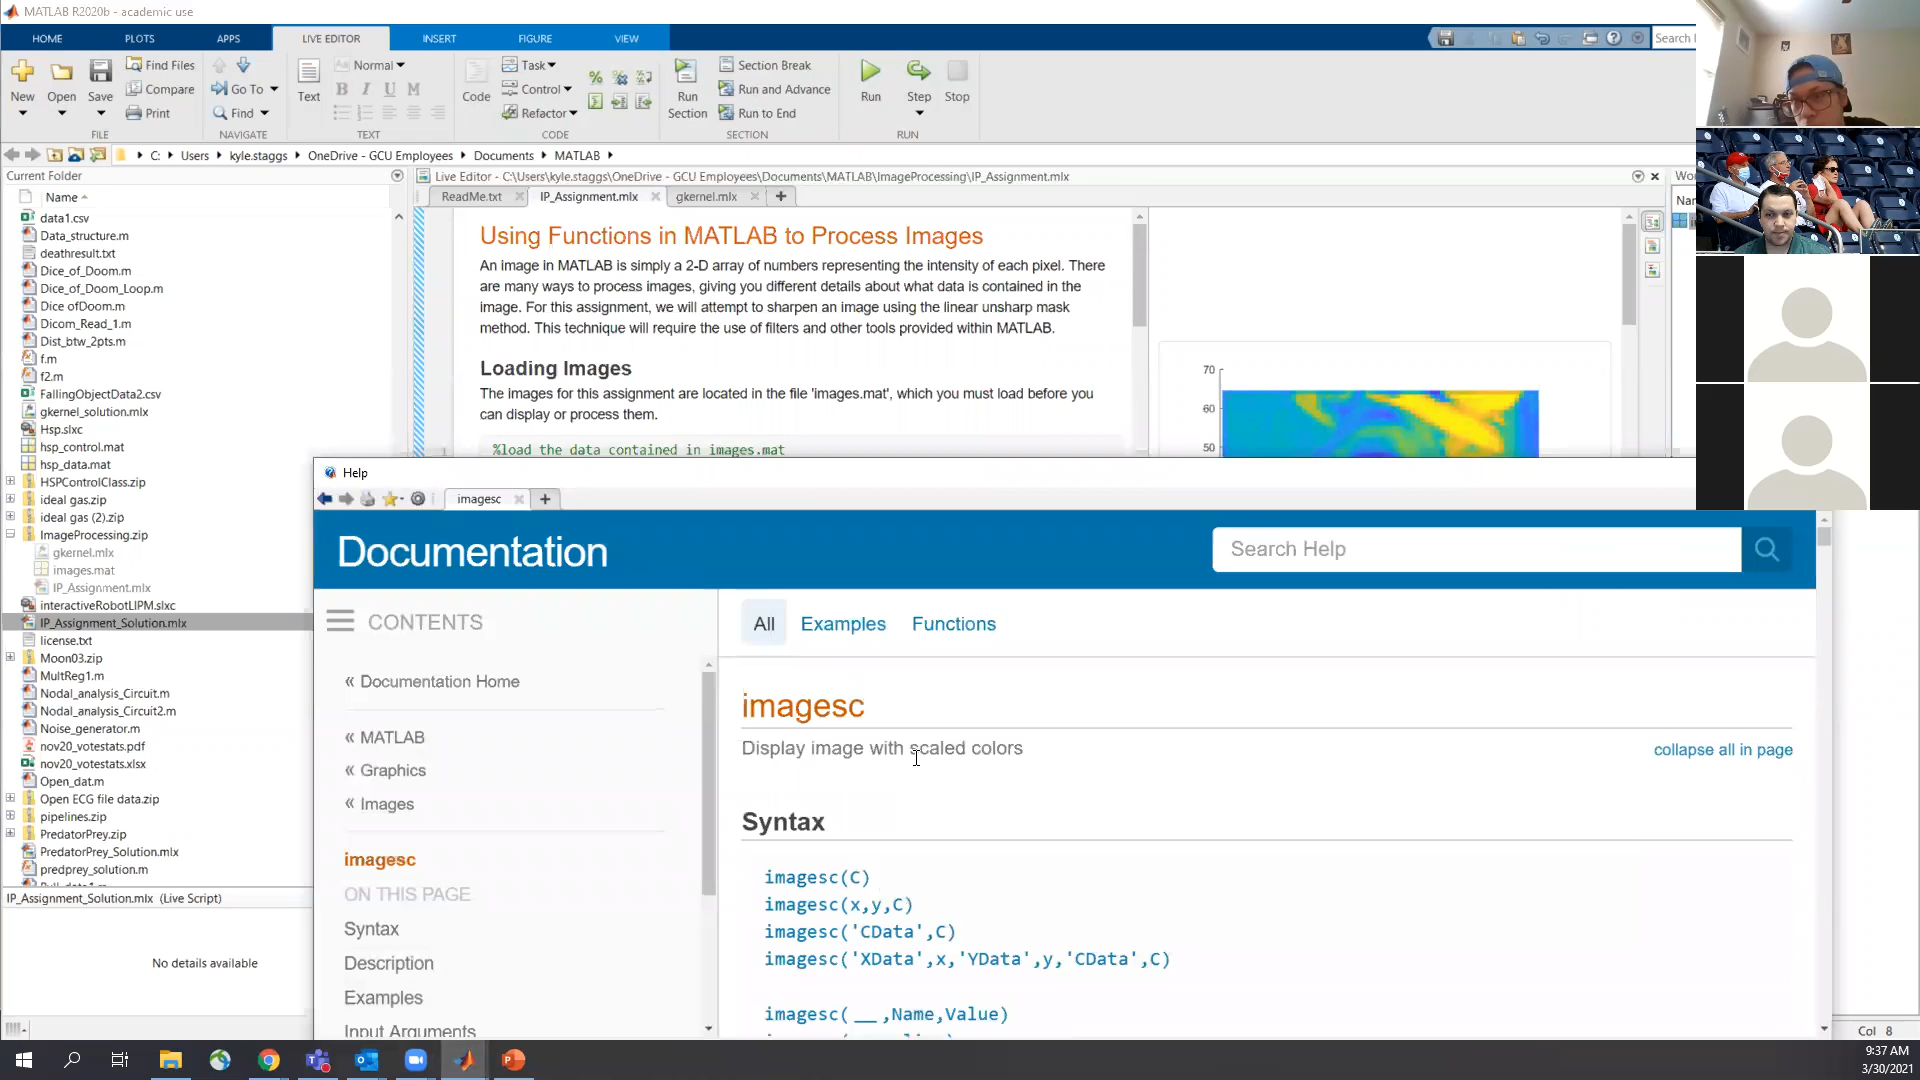 MATLAB R2020b - academic use
HOME PLOTS APPS LIVE EDITOR INSERT FIGURE VIEW
Search
New Open Save Find Files Compare Print
FILE
Go To Find
NAVIGATE
Text Normal B I U M
TEXT
Code Task Control Refactor
CODE
Run Section Section Break Run and Advance Run to End
SECTION
Run Step Stop
RUN
C: Users kyle.staggs OneDrive - GCU Employees Documents MATLAB
Current Folder
Name
data1.csv
Data_structure.m
deathresult.txt
Dice_of_Doom.m
Dice_of_Doom_Loop.m
Dice ofDoom.m
Dicom_Read_1.m
Dist_btw_2pts.m
f.m
f2.m
FallingObjectData2.csv
gkernel_solution.mlx
Hsp.slxc
hsp_control.mat
hsp_data.mat
HSPControlClass.zip
ideal gas.zip
ideal gas (2).zip
ImageProcessing.zip
gkernel.mlx
images.mat
IP_Assignment.mlx
interactiveRobotLIPM.slxc
IP_Assignment_Solution.mlx
license.txt
Moon03.zip
MultReg1.m
Nodal_analysis_Circuit.m
Nodal_analysis_Circuit2.m
Noise_generator.m
nov20_votestats.pdf
nov20_votestats.xlsx
Open_dat.m
Open ECG file data.zip
pipelines.zip
PredatorPrey.zip
PredatorPrey_Solution.mlx
predprey_solution.m
IP_Assignment_Solution.mlx (Live Script)
No details available
Live Editor - C:\Users\kyle.staggs\OneDrive - GCU Employees\Documents\MATLAB\ImageProcessing\IP_Assignment.mlx
ReadMe.txt IP_Assignment.mlx gkernel.mlx
Using Functions in MATLAB to Process Images
An image in MATLAB is simply a 2-D array of numbers representing the intensity of each pixel. There
are many ways to process images, giving you different details about what data is contained in the
image. For this assignment, we will attempt to sharpen an image using the linear unsharp mask
method. This technique will require the use of filters and other tools provided within MATLAB.
Loading Images
The images for this assignment are located in the file 'images.mat', which you must load before you
can display or process them.
%load the data contained in images.mat
70
60
50
Help
imagesc
Documentation
Search Help
CONTENTS
« Documentation Home
« MATLAB
« Graphics
« Images
imagesc
ON THIS PAGE
Syntax
Description
Examples
Input Arguments
All Examples Functions
imagesc
Display image with scaled colors
collapse all in page
Syntax
imagesc(C)
imagesc(x,y,C)
imagesc('CData',C)
imagesc('XData',x,'YData',y,'CData',C)
imagesc( __ ,Name,Value)
Col 8
9:37 AM
3/30/2021